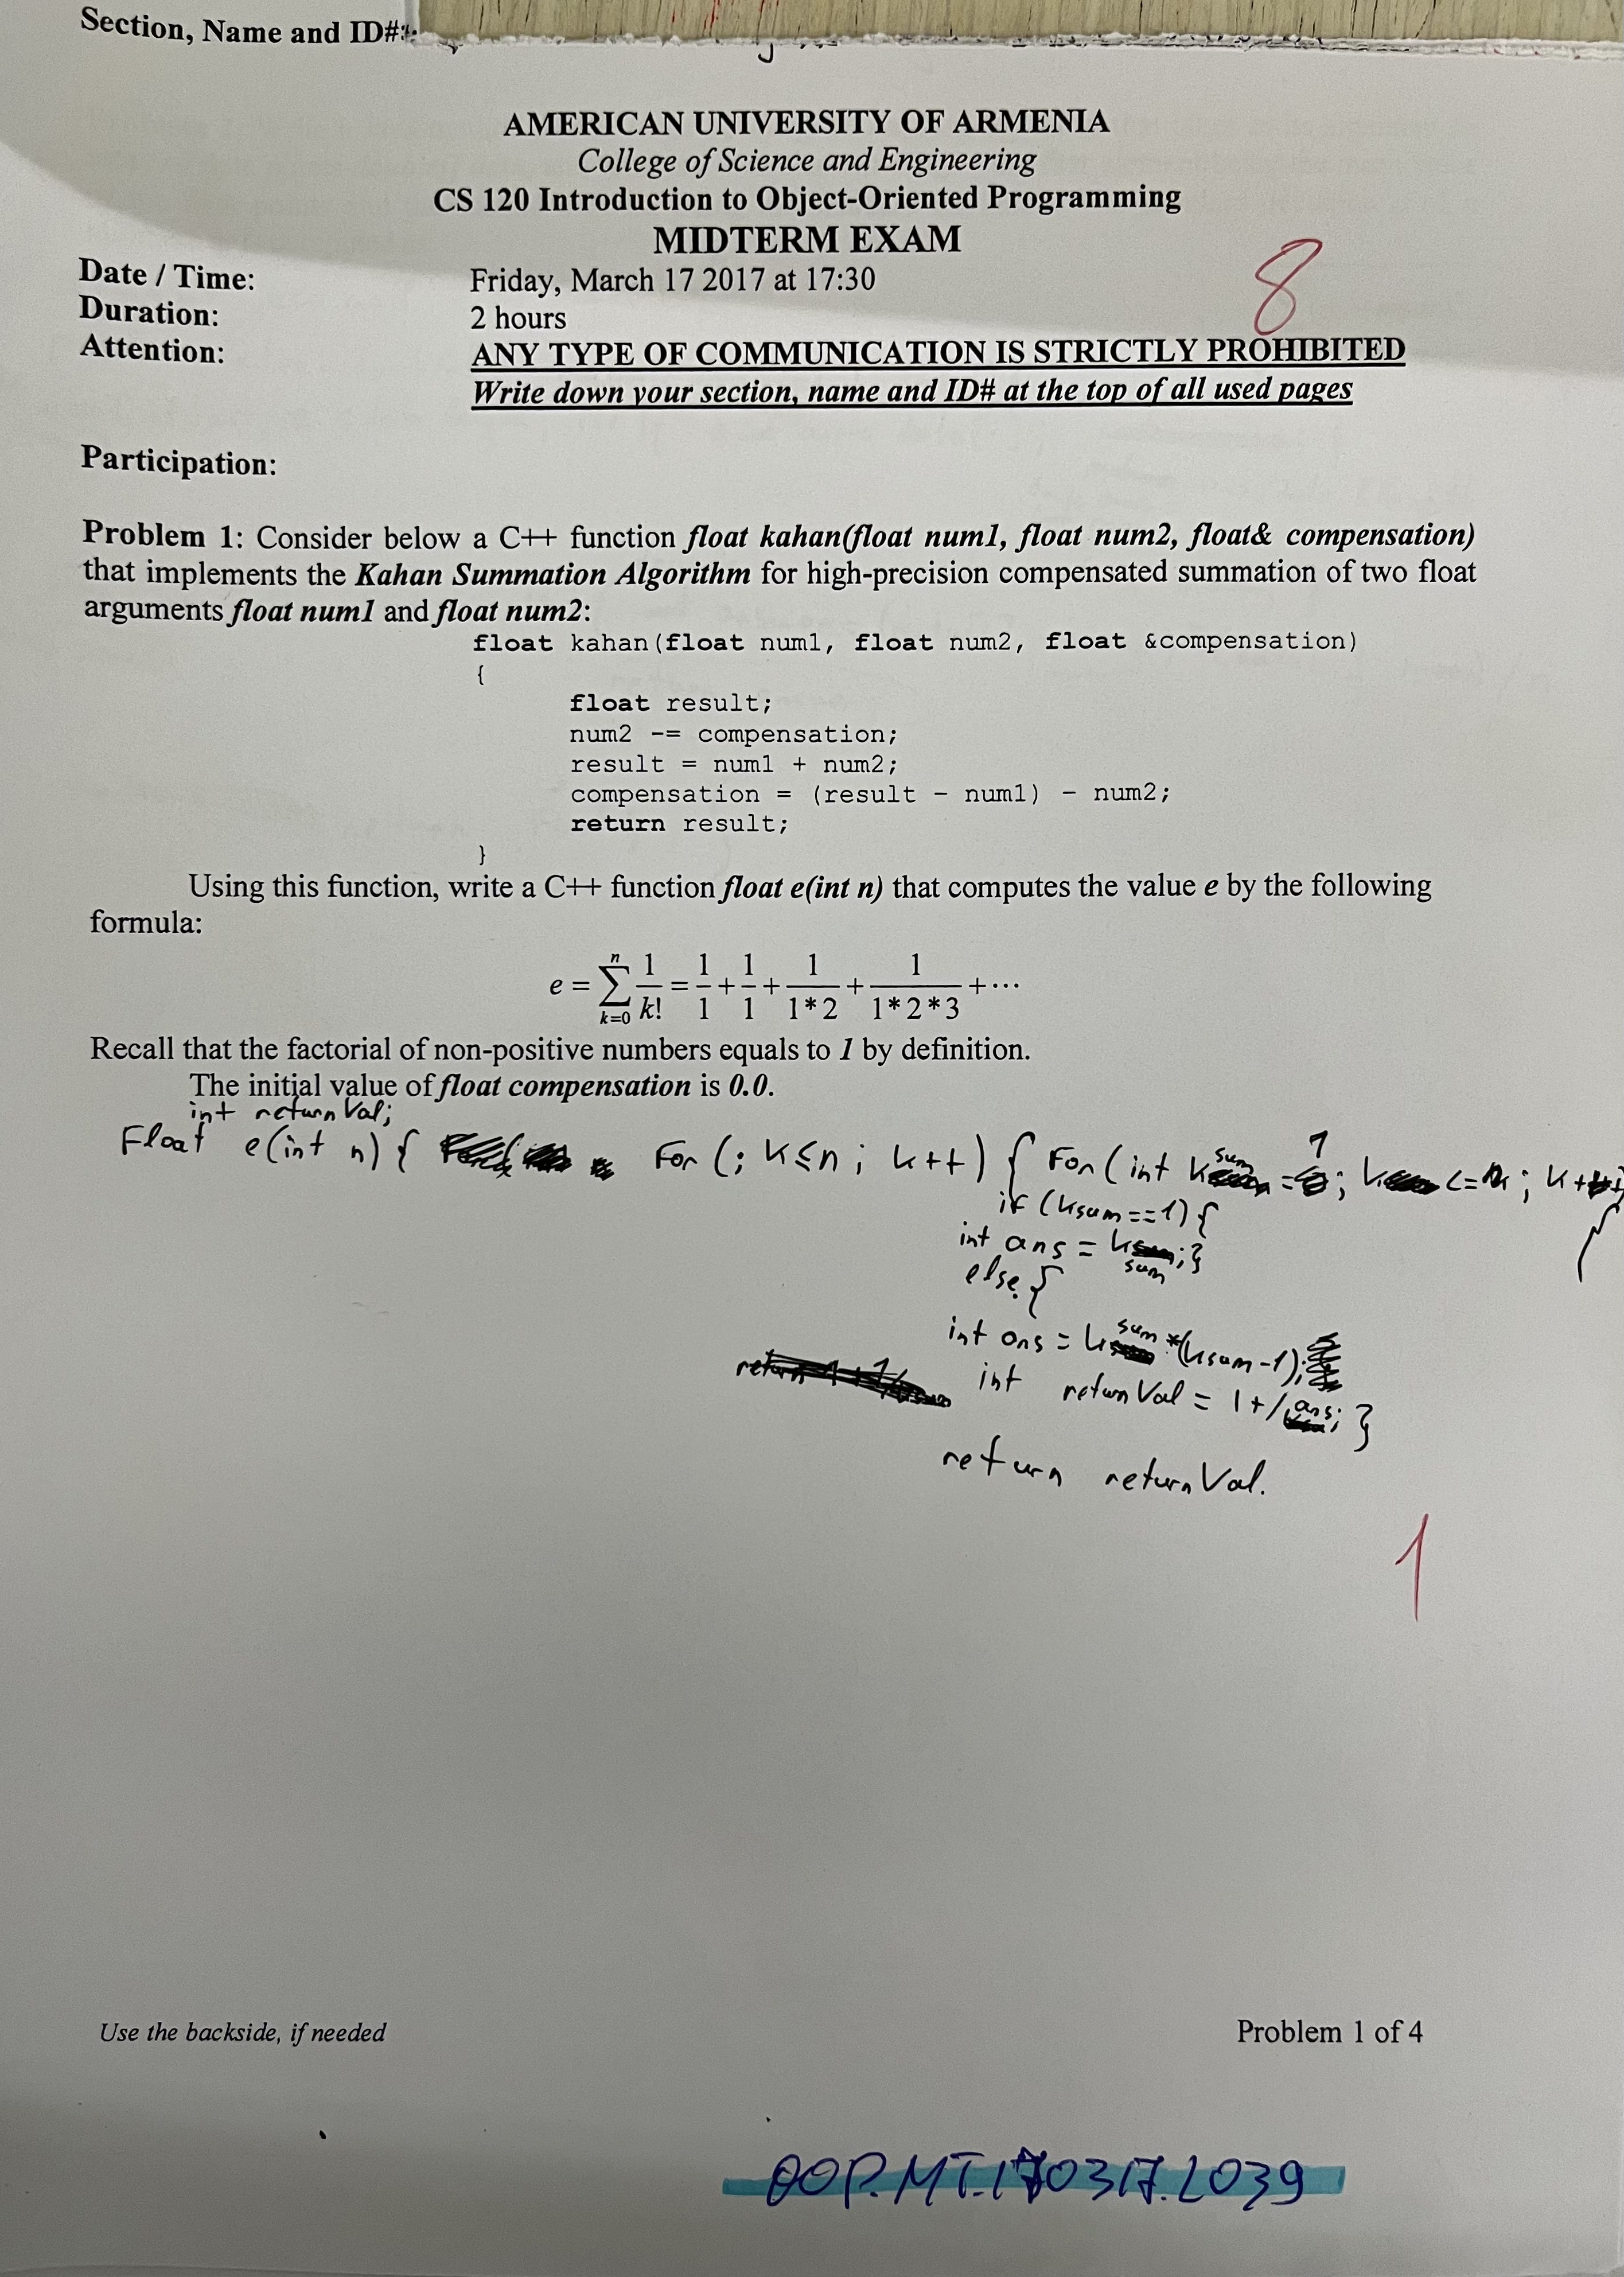 Section, Name and ID#:
AMERICAN UNIVERSITY OF ARMENIA
College of Science and Engineering
CS 120 Introduction to Object-Oriented Programming
MIDTERM EXAM
8
Date / Time: Friday, March 17 2017 at 17:30
Duration: 2 hours
Attention: ANY TYPE OF COMMUNICATION IS STRICTLY PROHIBITED
Write down your section, name and ID# at the top of all used pages
Participation:
Problem 1: Consider below a C++ function float kahan(float num1, float num2, float& compensation)
that implements the Kahan Summation Algorithm for high-precision compensated summation of two float
arguments float num1 and float num2:
float kahan(float num1, float num2, float &compensation)
{
float result;
num2 -= compensation;
result = num1 + num2;
compensation = (result - num1) - num2;
return result;
}
Using this function, write a C++ function float e(int n) that computes the value e by the following
formula:
e = ∑ₖ₌₀ⁿ 1/k! = 1/1 + 1/1 + 1/1*2 + 1/1*2*3 + ⋯
Recall that the factorial of non-positive numbers equals to 1 by definition.
The initial value of float compensation is 0.0.
int returnVal;
Float e(int n) { For (; k≤n; k++) { For (int ksum = 1; k <= ; k++
if (ksum==1) {
int ans = ksum;}
else {
int ans = ksum *(ksum-1);
int returnVal = 1+/ans; }
return returnVal.
1
Use the backside, if needed
Problem 1 of 4
OOP.MT.170317.L039